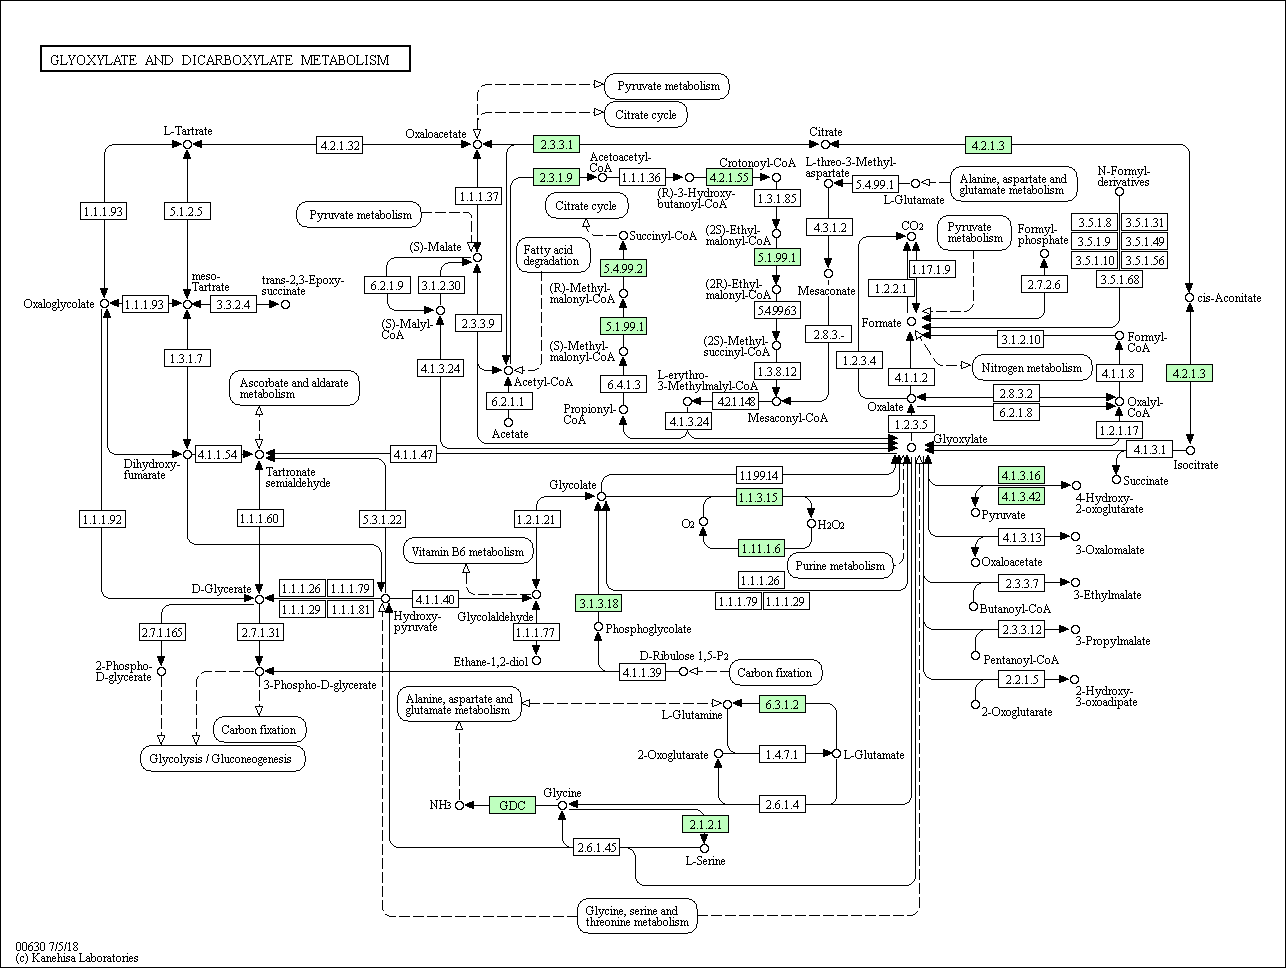 GLYOXYLATE AND DICARBOXYLATE METABOLISM
Pyruvate metabolism
Citrate cycle
L-Tartrate
4.2.1.32
Oxaloacetate
2.3.3.1
Citrate
4.2.1.3
Acetoacetyl-
CoA
Crotonoyl-CoA
L-threo-3-Methyl-
aspartate
2.3.1.9
1.1.1.36
4.2.1.55
5.4.99.1
L-Glutamate
Alanine, aspartate and
glutamate metabolism
N-Formyl-
derivatives
(R)-3-Hydroxy-
butanoyl-CoA
1.1.1.37
1.3.1.85
1.1.1.93
5.1.2.5
Pyruvate metabolism
Citrate cycle
Succinyl-CoA
(2S)-Ethyl-
malonyl-CoA
4.3.1.2
CO2
Pyruvate
metabolism
Formyl-
phosphate
3.5.1.8
3.5.1.31
3.5.1.9
3.5.1.49
3.5.1.10
3.5.1.56
3.5.1.68
(S)-Malate
Fatty acid
degradation
5.4.99.2
5.1.99.1
1.17.1.9
1.2.2.1
2.7.2.6
meso-
Tartrate
trans-2,3-Epoxy-
succinate
6.2.1.9
3.1.2.30
(R)-Methyl-
malonyl-CoA
(2R)-Ethyl-
malonyl-CoA
Mesaconate
cis-Aconitate
Oxaloglycolate
1.1.1.93
3.3.2.4
(S)-Malyl-
CoA
2.3.3.9
5.1.99.1
5.4.99.63
Formate
2.8.3.-
3.1.2.10
Formyl-
CoA
1.3.1.7
(S)-Methyl-
malonyl-CoA
(2S)-Methyl-
succinyl-CoA
1.2.3.4
Nitrogen metabolism
4.1.3.24
Acetyl-CoA
6.4.1.3
L-erythro-
3-Methylmalyl-CoA
1.3.8.12
4.1.1.2
4.1.1.8
4.2.1.3
Ascorbate and aldarate
metabolism
6.2.1.1
Acetate
Propionyl-
CoA
4.2.1.148
4.1.3.24
Mesaconyl-CoA
Oxalate
2.8.3.2
6.2.1.8
Oxalyl-
CoA
1.2.3.5
1.2.1.17
Glyoxylate
Dihydroxy-
fumarate
4.1.1.54
Tartronate
semialdehyde
4.1.1.47
4.1.3.1
Isocitrate
Succinate
1.1.99.14
Glycolate
1.1.3.15
4.1.3.16
4.1.3.42
Pyruvate
4-Hydroxy-
2-oxoglutarate
1.1.1.92
1.1.1.60
5.3.1.22
1.2.1.21
O2
H2O2
4.1.3.13
Oxaloacetate
3-Oxalomalate
Vitamin B6 metabolism
1.11.1.6
Purine metabolism
D-Glycerate
1.1.1.26
1.1.1.79
1.1.1.29
1.1.1.81
4.1.1.40
Hydroxy-
pyruvate
Glycolaldehyde
1.1.1.26
1.1.1.79
1.1.1.29
2.3.3.7
Butanoyl-CoA
3-Ethylmalate
3.1.3.18
2.7.1.165
2.7.1.31
1.1.1.77
Phosphoglycolate
2.3.3.12
Pentanoyl-CoA
3-Propylmalate
2-Phospho-
D-glycerate
Ethane-1,2-diol
D-Ribulose 1,5-P2
4.1.1.39
Carbon fixation
3-Phospho-D-glycerate
2.2.1.5
2-Oxoglutarate
2-Hydroxy-
3-oxoadipate
Alanine, aspartate and
glutamate metabolism
L-Glutamine
6.3.1.2
Carbon fixation
Glycolysis / Gluconeogenesis
2-Oxoglutarate
1.4.7.1
L-Glutamate
NH3
GDC
Glycine
2.6.1.4
2.1.2.1
2.6.1.45
L-Serine
Glycine, serine and
threonine metabolism
00630 7/5/18
(c) Kanehisa Laboratories